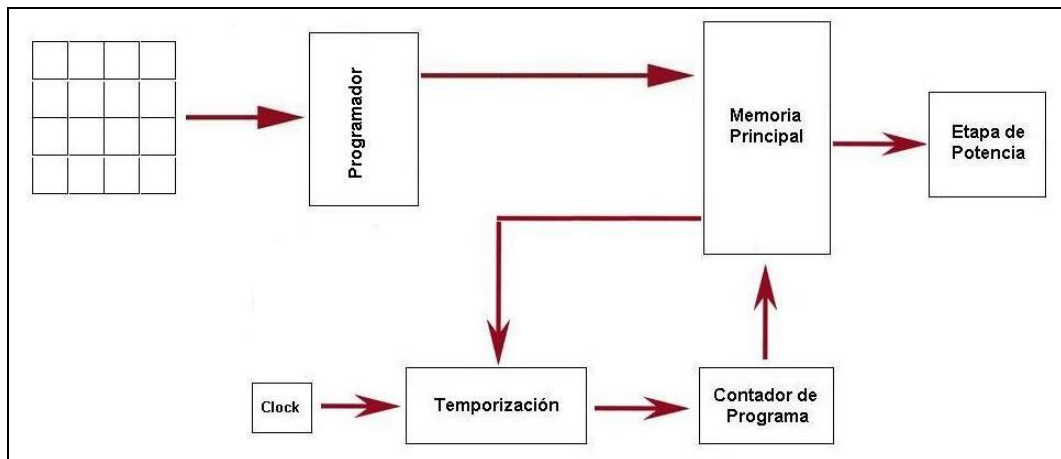 Programador
Memoria
Principal
Etapa de
Potencia
Clock
Temporización
Contador de
Programa